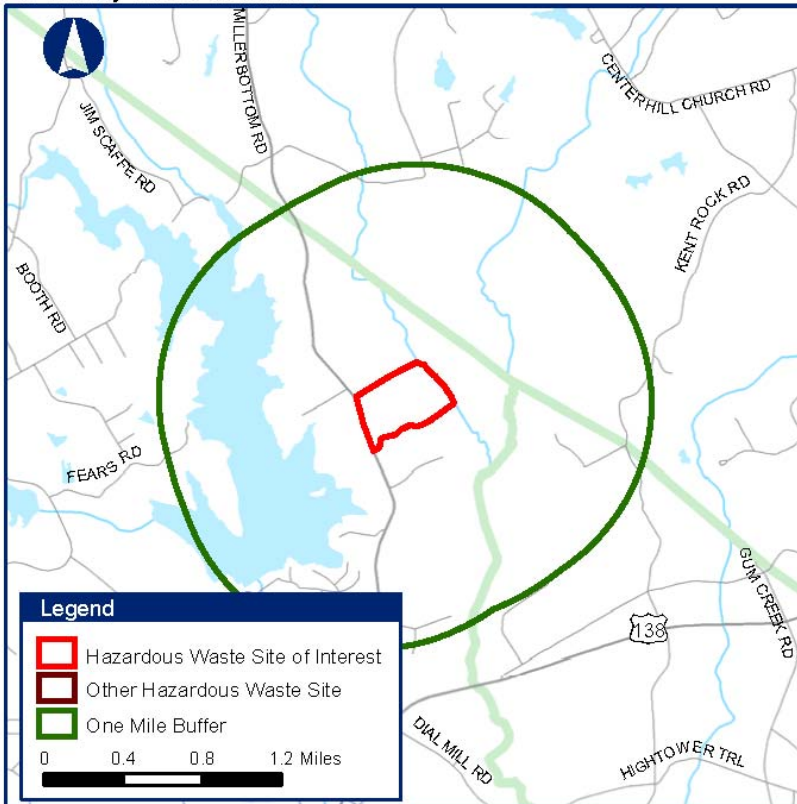 MILLER BOTTOM RD
CENTERHILL CHURCH RD
JIM SCAFFE RD
KENT ROCK RD
BOOTH RD
FEARS RD
GUM CREEK RD
138
DIAL MILL RD
HIGHTOWER TRL
Legend
Hazardous Waste Site of Interest
Other Hazardous Waste Site
One Mile Buffer
0 0.4 0.8 1.2 Miles